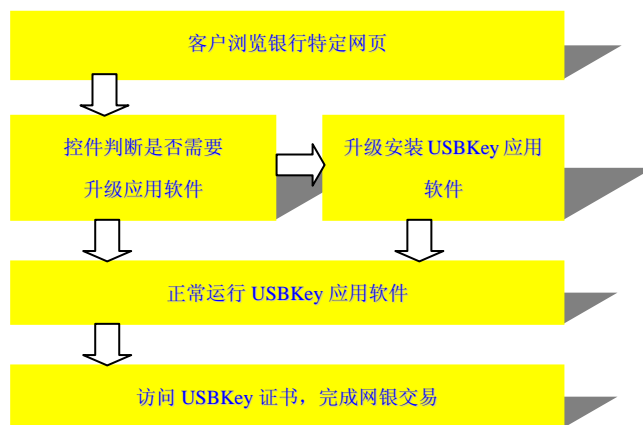 客户浏览银行特定网页
控件判断是否需要
升级应用软件
升级安装 USBKey 应用
软件
正常运行 USBKey 应用软件
访问 USBKey 证书，完成网银交易